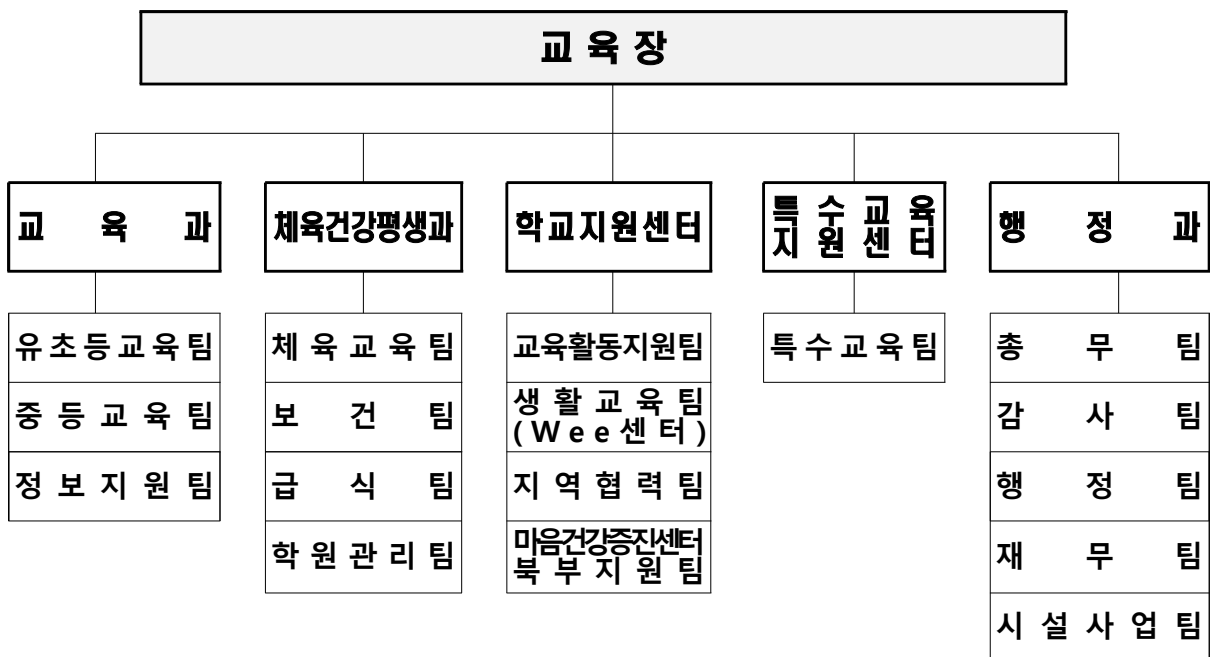 교육장
교육과
체육건강평생과
학교지원센터
특수교육
지원센터
행정과
유초등교육팀
중등교육팀
정보지원팀
체육교육팀
보건팀
급식팀
학원관리팀
교육활동지원팀
생활교육팀
(Wee센터)
지역협력팀
마음건강증진센터
북부지원팀
특수교육팀
총무팀
감사팀
행정팀
재무팀
시설사업팀